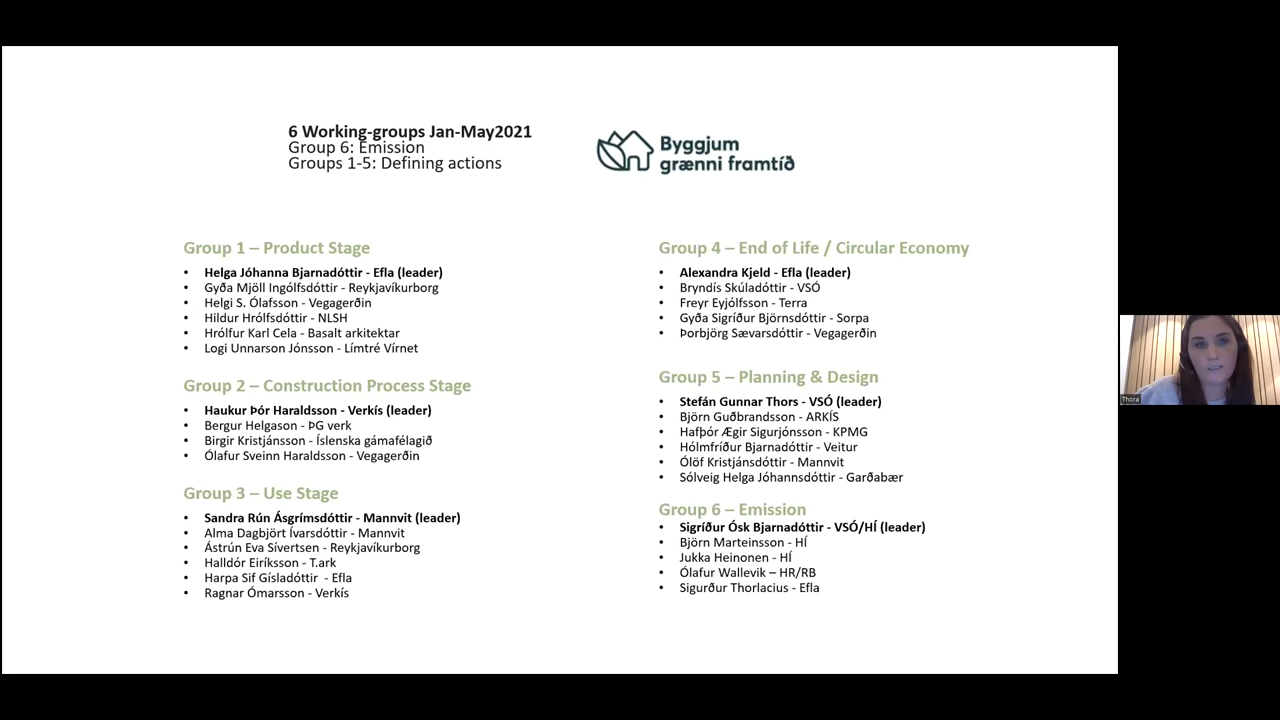 6 Working-groups Jan-May2021
Group 6: Emission
Groups 1-5: Defining actions
Byggjum
grænni framtíð
Group 1 – Product Stage
• Helga Jóhanna Bjarnadóttir - Efla (leader)
• Gyða Mjöll Ingólfsdóttir - Reykjavíkurborg
• Helgi S. Ólafsson - Vegagerðin
• Hildur Hrólfsdóttir - NLSH
• Hrólfur Karl Cela - Basalt arkitektar
• Logi Unnarson Jónsson - Límtré Vírnet
Group 2 – Construction Process Stage
• Haukur Þór Haraldsson - Verkís (leader)
• Bergur Helgason - ÞG verk
• Birgir Kristjánsson - Íslenska gámafélagið
• Ólafur Sveinn Haraldsson - Vegagerðin
Group 3 – Use Stage
• Sandra Rún Ásgrímsdóttir - Mannvit (leader)
• Alma Dagbjört Ívarsdóttir - Mannvit
• Ástrún Eva Sívertsen - Reykjavíkurborg
• Halldór Eiríksson - T.ark
• Harpa Sif Gísladóttir - Efla
• Ragnar Ómarsson - Verkís
Group 4 – End of Life / Circular Economy
• Alexandra Kjeld - Efla (leader)
• Bryndís Skúladóttir - VSÓ
• Freyr Eyjólfsson - Terra
• Gyða Sigríður Björnsdóttir - Sorpa
• Þorbjörg Sævarsdóttir - Vegagerðin
Group 5 – Planning & Design
• Stefán Gunnar Thors - VSÓ (leader)
• Björn Guðbrandsson - ARKÍS
• Hafþór Ægir Sigurjónsson - KPMG
• Hólmfríður Bjarnadóttir - Veitur
• Ólöf Kristjánsdóttir - Mannvit
• Sólveig Helga Jóhannsdóttir - Garðabær
Group 6 – Emission
• Sigríður Ósk Bjarnadóttir - VSÓ/HÍ (leader)
• Björn Marteinsson - HÍ
• Jukka Heinonen - HÍ
• Ólafur Wallevik – HR/RB
• Sigurður Thorlacius - Efla
Thora